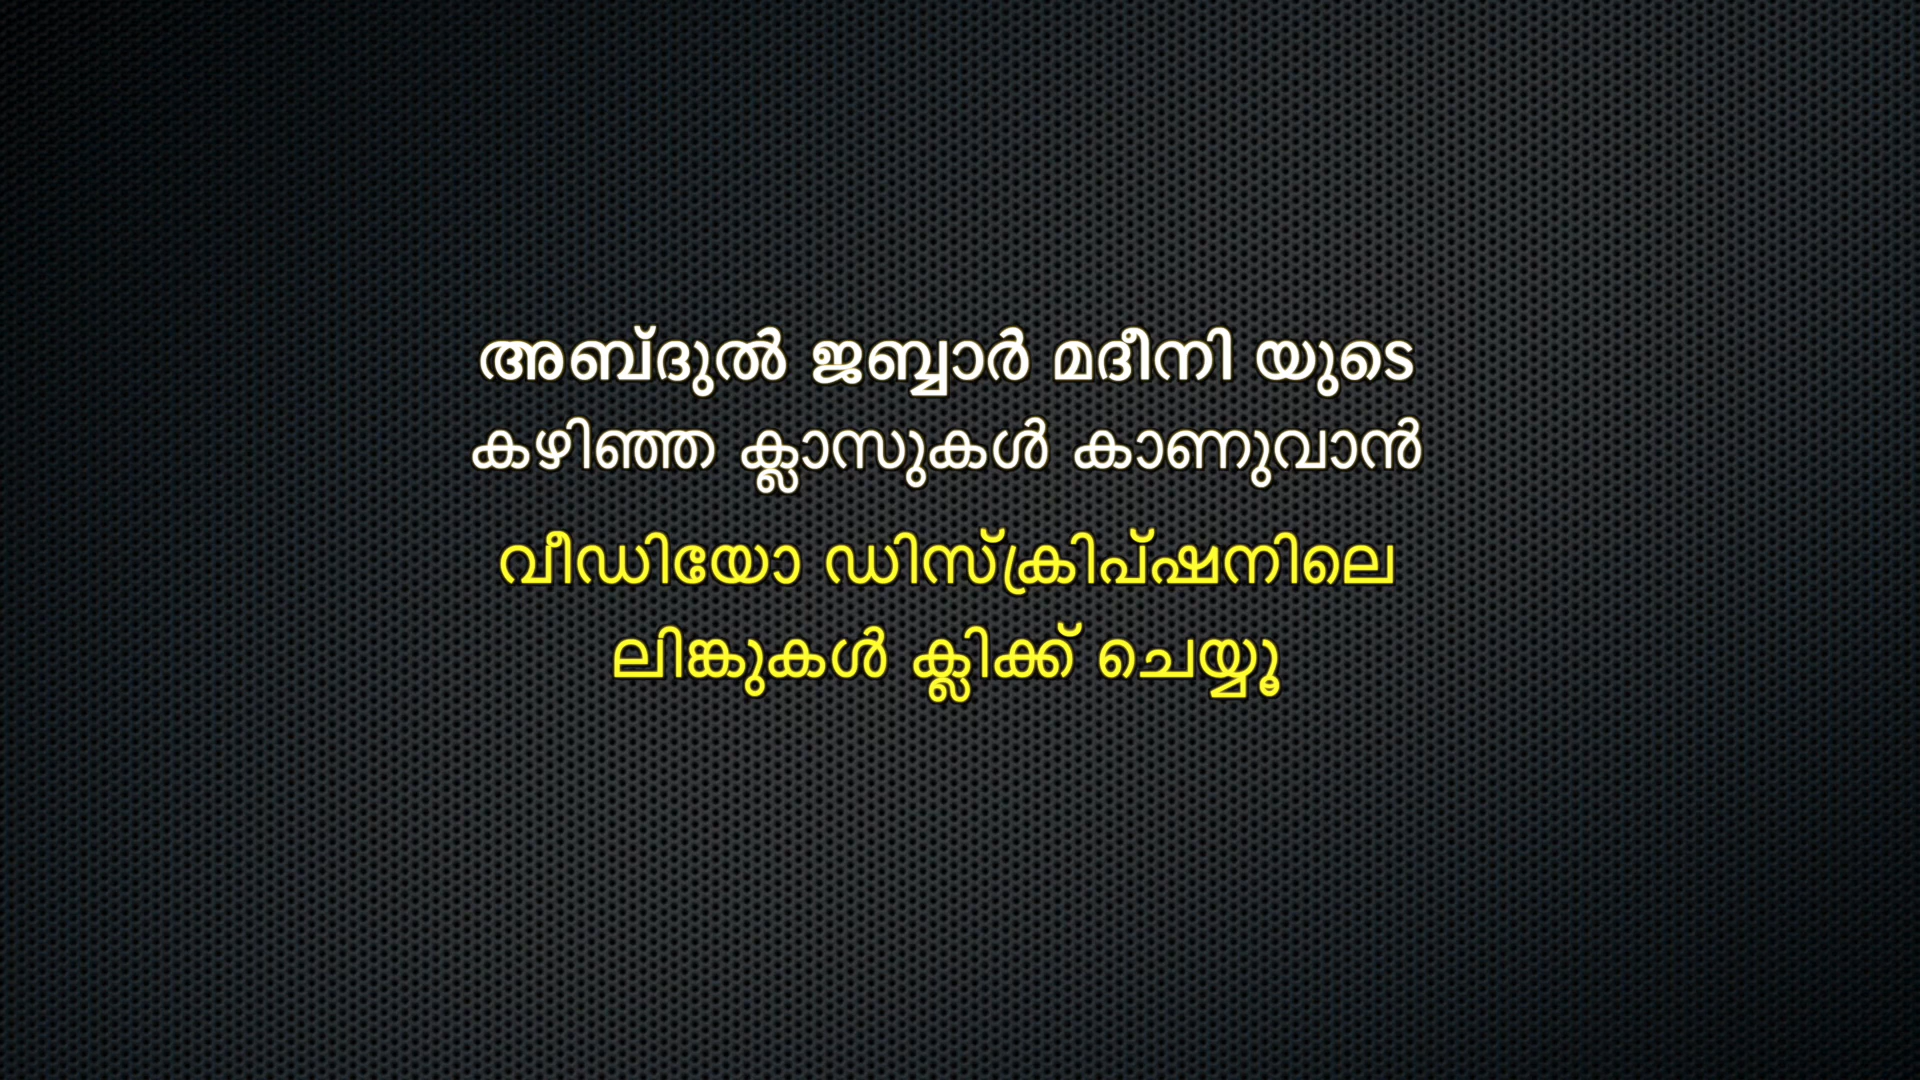 അബ്ദുൽ ജബ്ബാർ മദീനി യുടെ
കഴിഞ്ഞ ക്ലാസുകൾ കാണുവാൻ
വീഡിയോ ഡിസ്ക്രിപ്ഷനിലെ
ലിങ്കുകൾ ക്ലിക്ക് ചെയ്യൂ